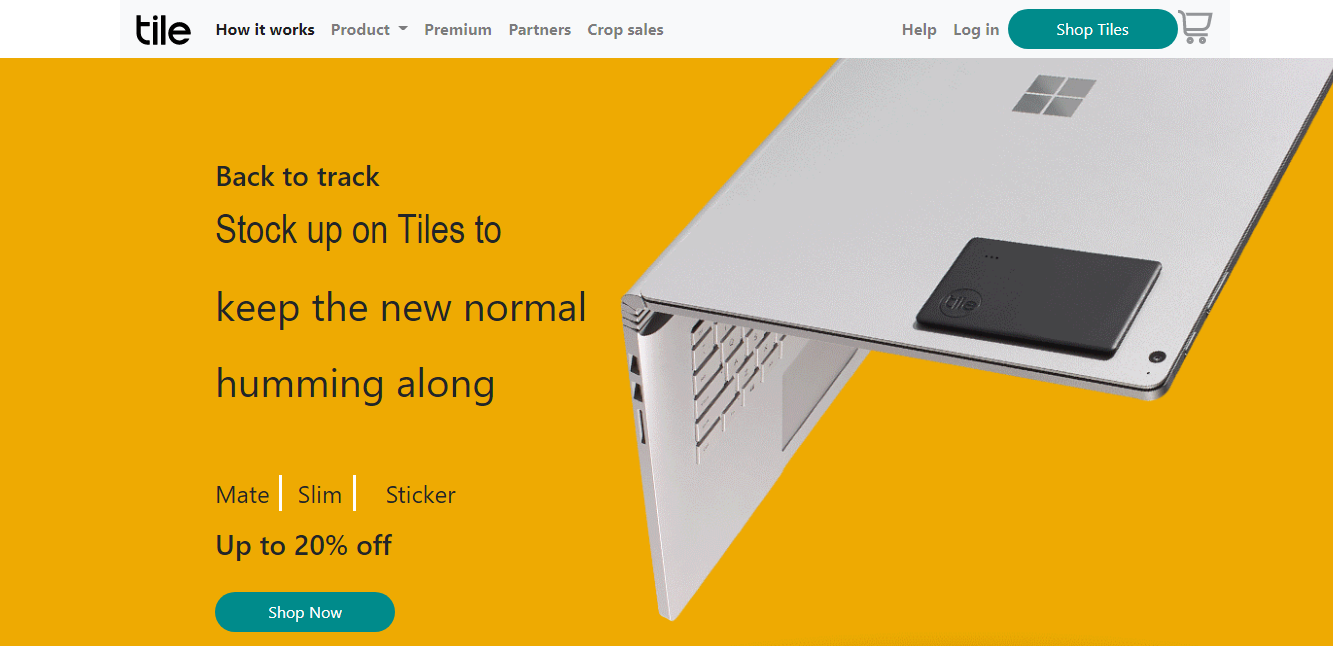 tile How it works Product Premium Partners Crop sales Help Log in Shop Tiles
Back to track
Stock up on Tiles to
keep the new normal
humming along
tile
Mate Slim Sticker
Up to 20% off
Shop Now